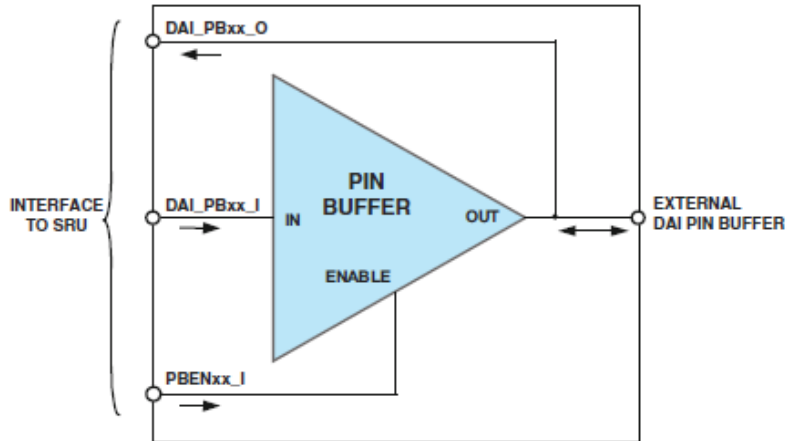 DAI_PBxx_O
INTERFACE
TO SRU
DAI_PBxx_I
IN
PIN
BUFFER
OUT
ENABLE
EXTERNAL
DAI PIN BUFFER
PBENxx_I